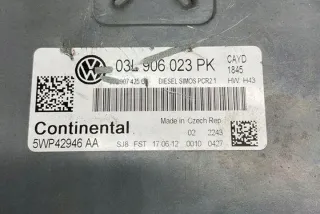 03L 906 023 PK
CAYD
1845
DIESEL SIMOS PCR2 1
HW: H43
Continental
5WP42946 AA
Made in Czech Rep.
02 2243
SJ8 FST 17.06.12 0010 0427